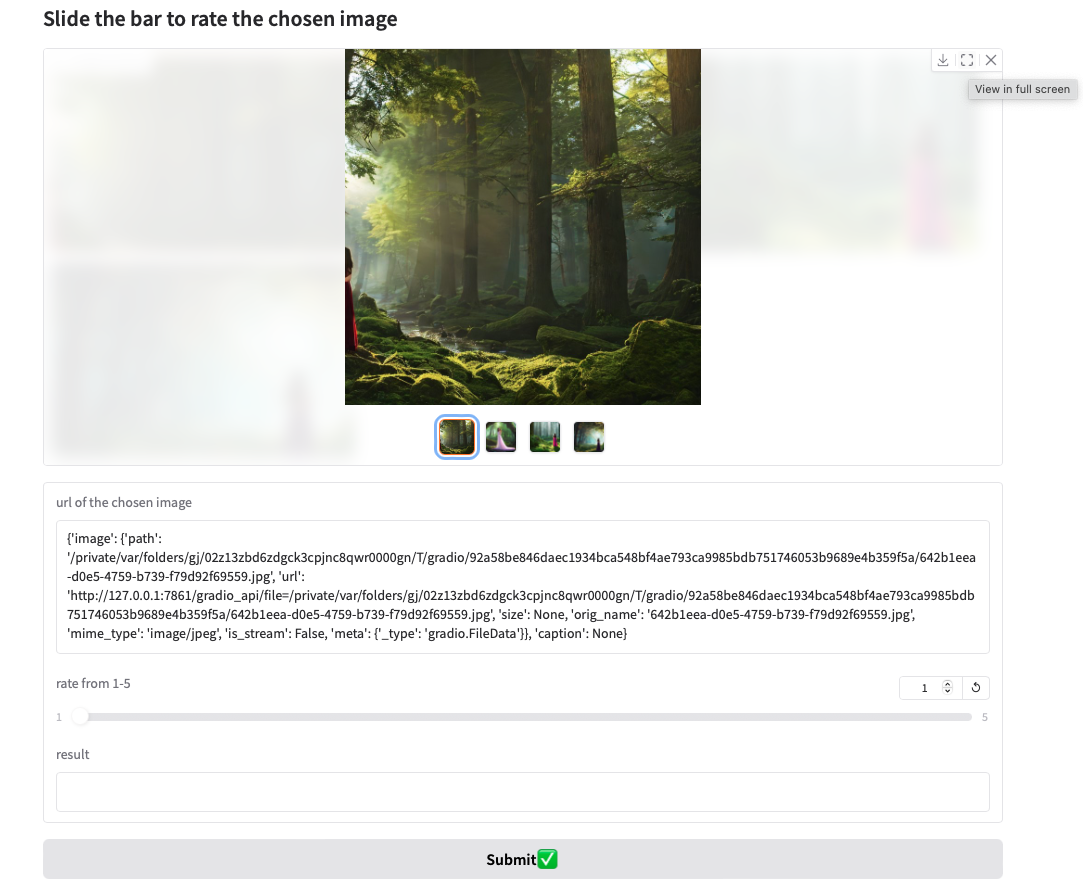 Slide the bar to rate the chosen image
View in full screen
url of the chosen image
{'image': {'path':
'/private/var/folders/gj/02z13zbd6zdgck3cpjnc8qwr0000gn/T/gradio/92a58be846daec1934bca548bf4ae793ca9985bdb751746053b9689e4b359f5a/642b1eea
-d0e5-4759-b739-f79d92f69559.jpg', 'url':
'http://127.0.0.1:7861/gradio_api/file=/private/var/folders/gj/02z13zbd6zdgck3cpjnc8qwr0000gn/T/gradio/92a58be846daec1934bca548bf4ae793ca9985bdb
751746053b9689e4b359f5a/642b1eea-d0e5-4759-b739-f79d92f69559.jpg', 'size': None, 'orig_name': '642b1eea-d0e5-4759-b739-f79d92f69559.jpg',
'mime_type': 'image/jpeg', 'is_stream': False, 'meta': {'_type': 'gradio.FileData'}}, 'caption': None}
rate from 1-5
1
1
5
result
Submit✅